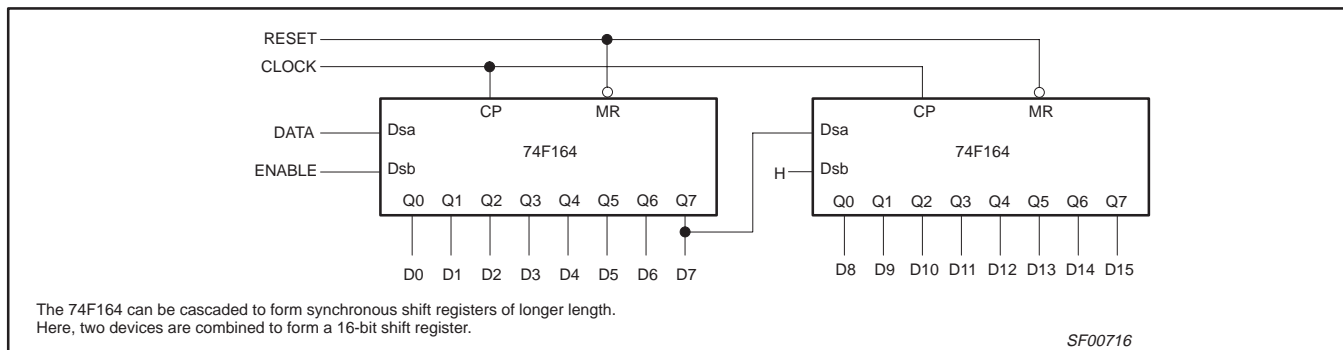 RESET
CLOCK
CP MR CP MR
DATA Dsa Dsa
74F164 74F164
ENABLE Dsb H Dsb
Q0 Q1 Q2 Q3 Q4 Q5 Q6 Q7 Q0 Q1 Q2 Q3 Q4 Q5 Q6 Q7
D0 D1 D2 D3 D4 D5 D6 D7 D8 D9 D10 D11 D12 D13 D14 D15
The 74F164 can be cascaded to form synchronous shift registers of longer length.
Here, two devices are combined to form a 16-bit shift register.
SF00716